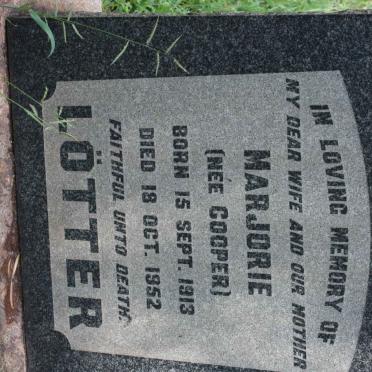 IN LOVING MEMORY OF
MY DEAR WIFE AND OUR MOTHER
MARJORIE
(NÉE COOPER)
BORN 15 SEPT. 1913
DIED 18 OCT. 1952
FAITHFUL UNTO DEATH.
LÖTTER